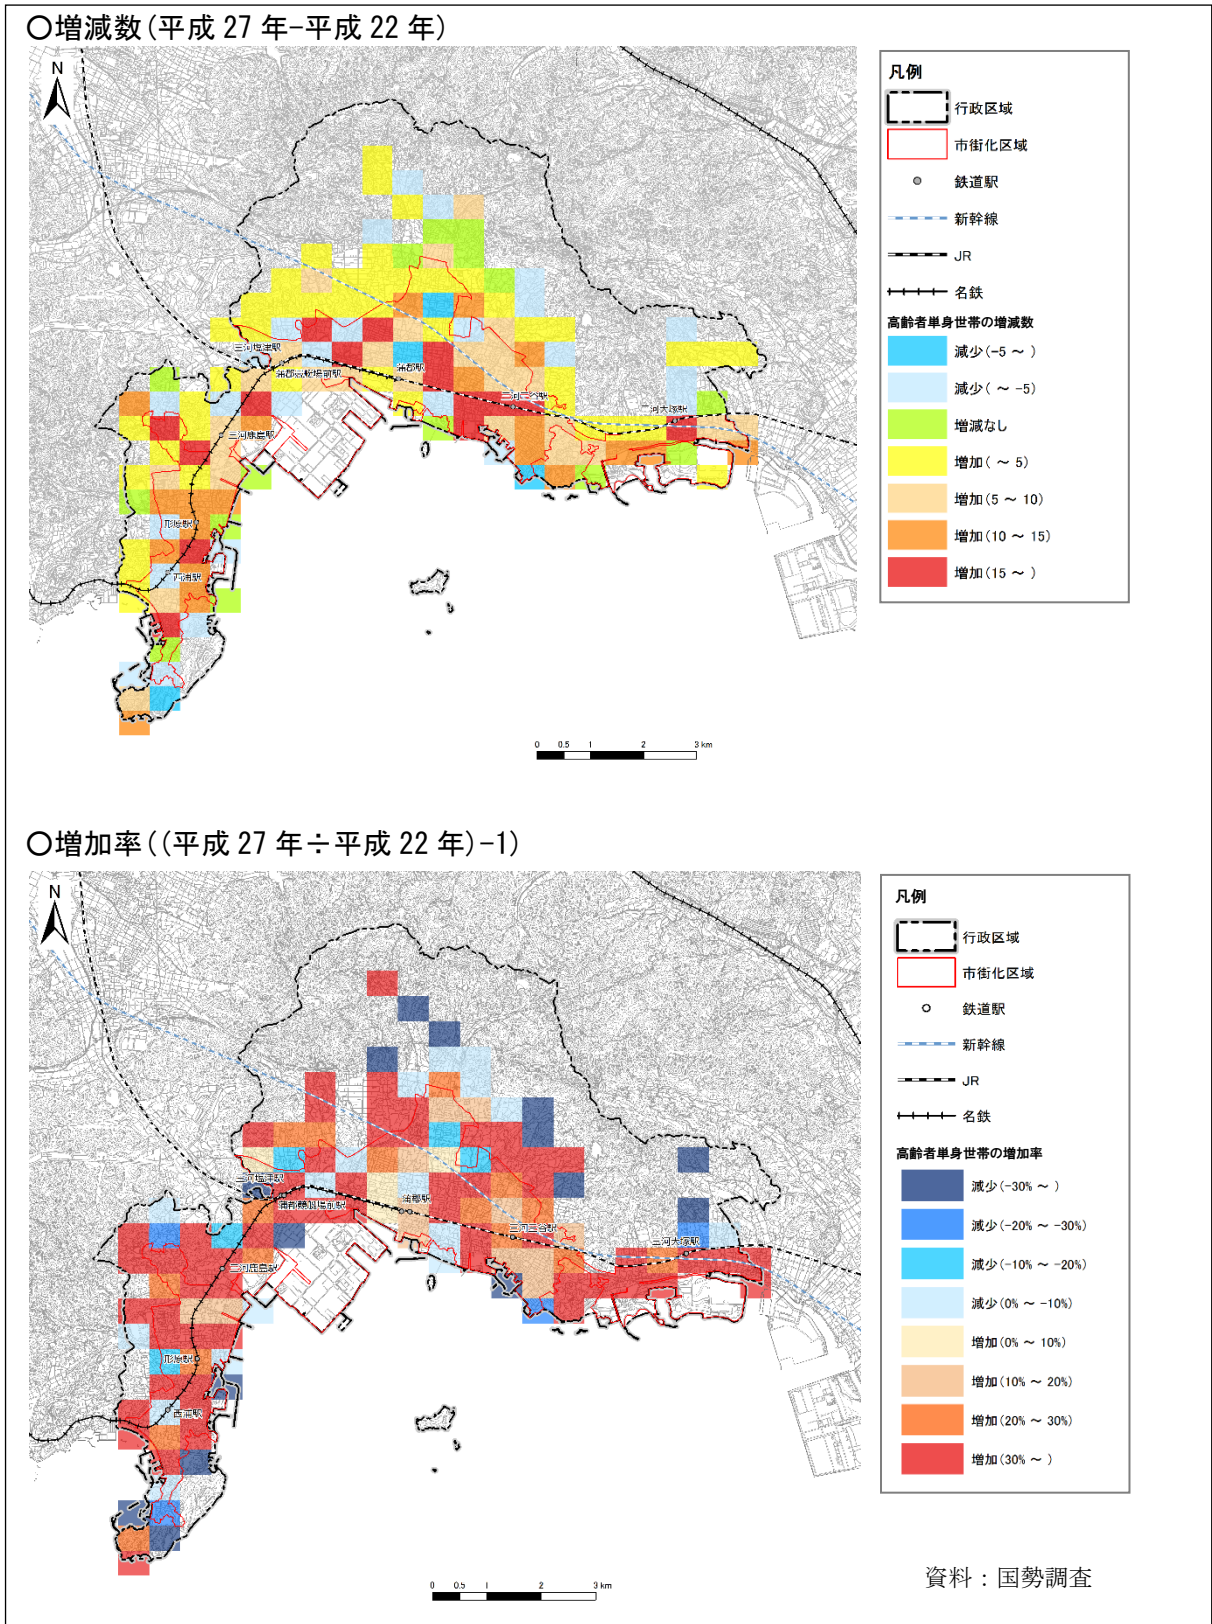 ○増減数(平成 27 年-平成 22 年)
N
三河塩津駅
蒲郡競艇場前駅
蒲郡駅
三河三谷駅
三河大塚駅
三河鹿島駅
形原駅
西浦駅
0 0.5 1 2 3 km
凡例
行政区域
市街化区域
鉄道駅
新幹線
JR
名鉄
高齢者単身世帯の増減数
減少(-5 ～ )
減少( ～ -5)
増減なし
増加( ～ 5)
増加(5 ～ 10)
増加(10 ～ 15)
増加(15 ～ )
○増加率((平成 27 年÷平成 22 年)-1)
N
三河塩津駅
蒲郡競艇場前駅
蒲郡駅
三河三谷駅
三河大塚駅
三河鹿島駅
形原駅
西浦駅
0 0.5 1 2 3 km
凡例
行政区域
市街化区域
鉄道駅
新幹線
JR
名鉄
高齢者単身世帯の増加率
減少(-30% ～ )
減少(-20% ～ -30%)
減少(-10% ～ -20%)
減少(0% ～ -10%)
増加(0% ～ 10%)
増加(10% ～ 20%)
増加(20% ～ 30%)
増加(30% ～ )
資料：国勢調査